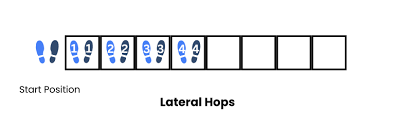 1 1 2 2 3 3 4 4
Start Position
Lateral Hops